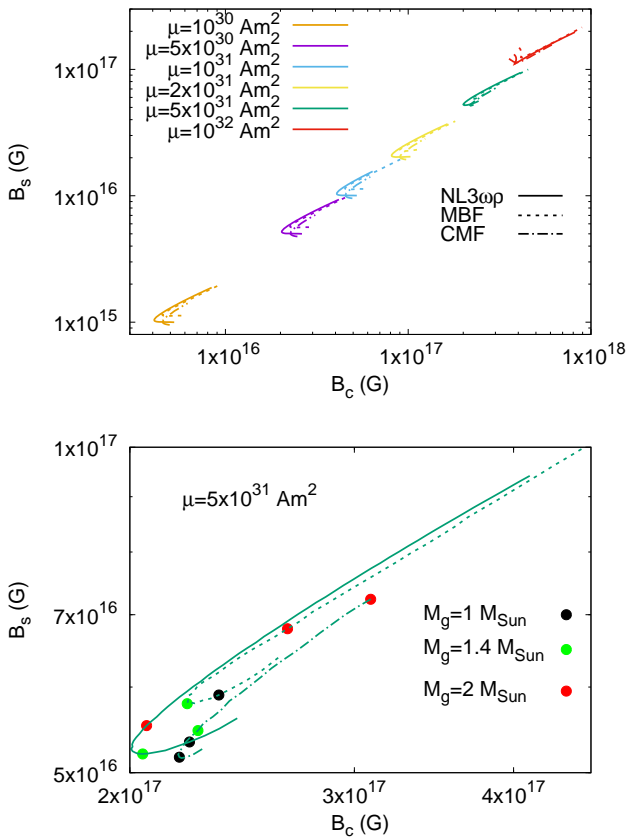 μ=10^30 Am^2
μ=5x10^30 Am^2
μ=10^31 Am^2
μ=2x10^31 Am^2
μ=5x10^31 Am^2
μ=10^32 Am^2
1x10^17
1x10^16
1x10^15
B_s (G)
NL3ωρ
MBF
CMF
1x10^16
1x10^17
1x10^18
B_c (G)
1x10^17
μ=5x10^31 Am^2
7x10^16
B_s (G)
M_g=1 M_Sun
M_g=1.4 M_Sun
M_g=2 M_Sun
5x10^16
2x10^17
3x10^17
4x10^17
B_c (G)